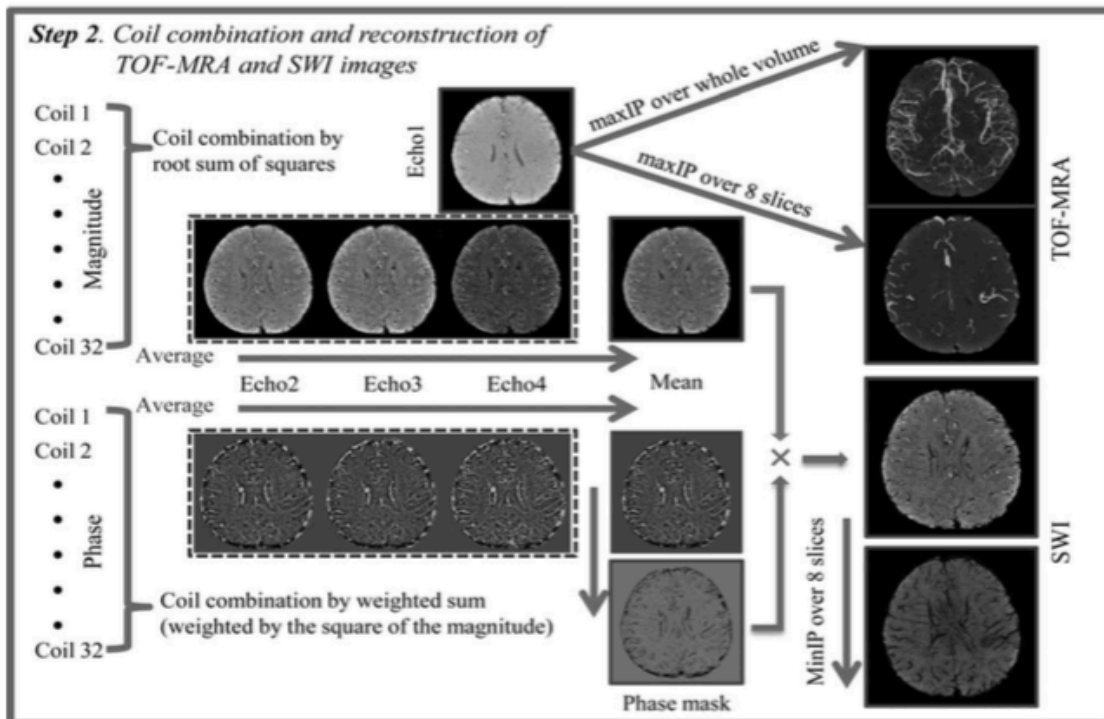 Step 2. Coil combination and reconstruction of
TOF-MRA and SWI images
Coil 1
Coil 2
Coil 32
Magnitude
Coil combination by
root sum of squares
Echo1
maxIP over whole volume
maxIP over 8 slices
TOF-MRA
Average
Echo2
Echo3
Echo4
Mean
Average
Coil 1
Coil 2
Coil 32
Phase
Coil combination by weighted sum
(weighted by the square of the magnitude)
Phase mask
×
MinIP over 8 slices
SWI